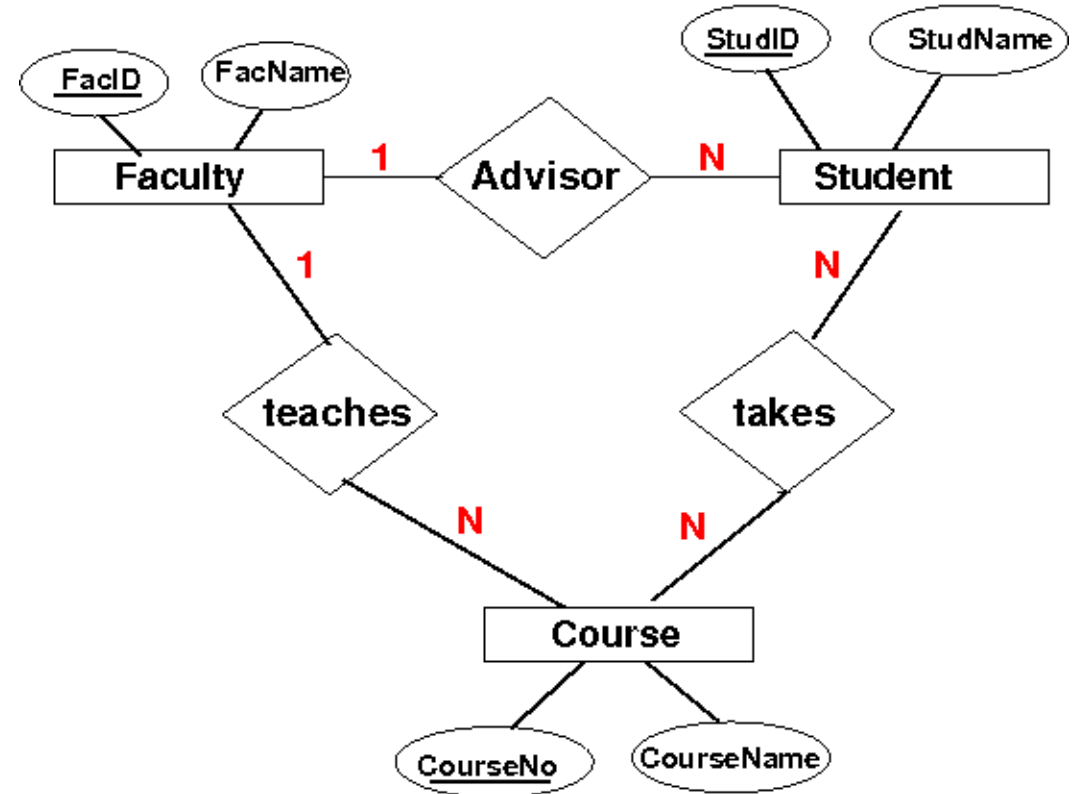 StudID
StudName
FacID
FacName
Faculty
1
Advisor
N
Student
1
N
teaches
takes
N
N
Course
CourseNo
CourseName